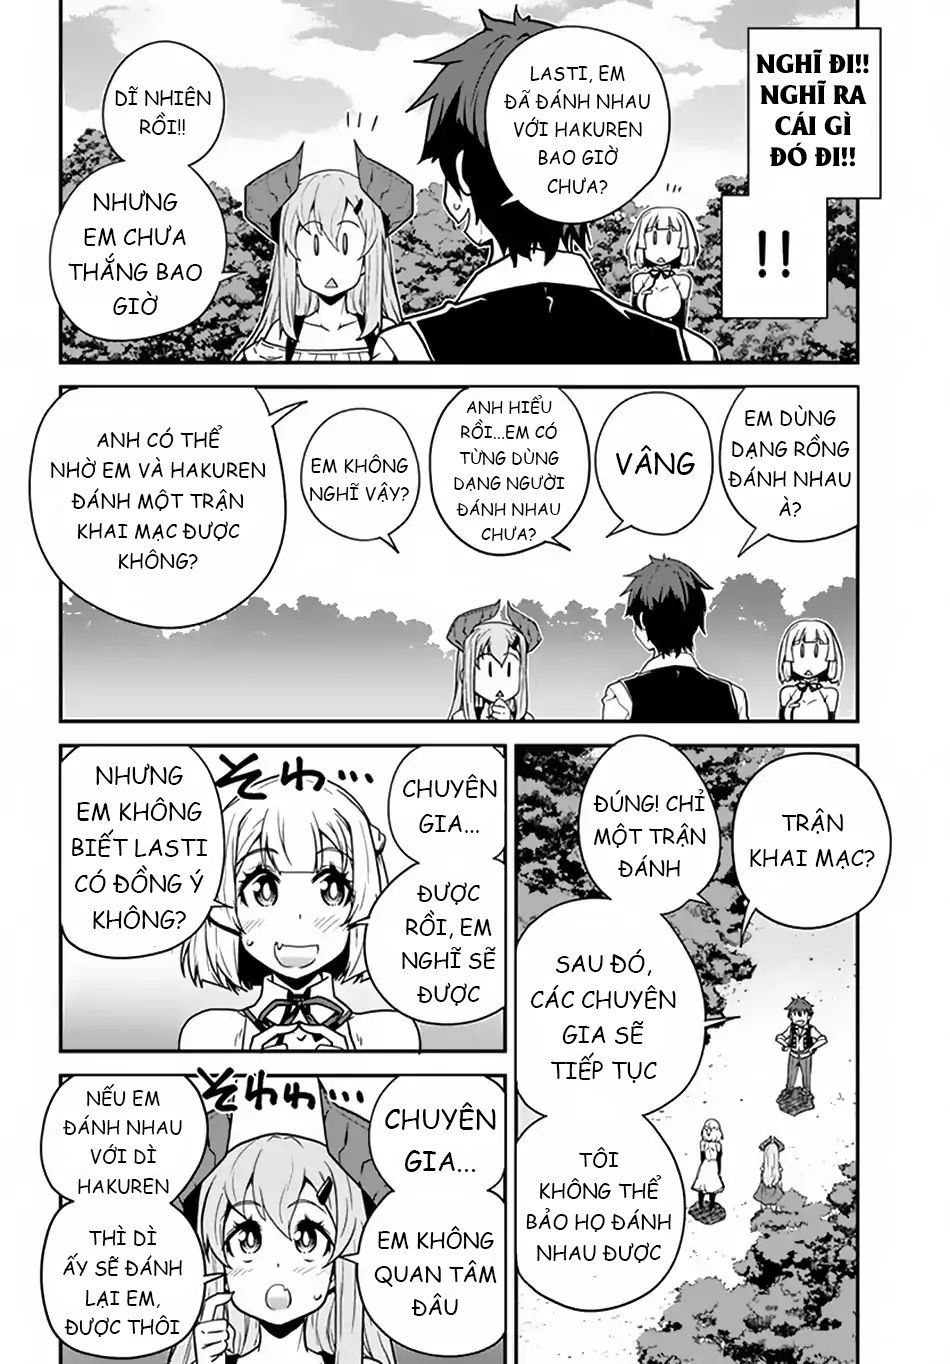 NGHĨ ĐI!!
NGHĨ RA
CÁI GÌ
ĐÓ ĐI!!
!!
LASTI, EM
ĐÃ ĐÁNH NHAU
VỚI HAKUREN
BAO GIỜ
CHƯA?
DĨ NHIÊN
RỒI!!
NHƯNG
EM CHƯA
THẮNG BAO
GIỜ
EM DÙNG
DẠNG RỒNG
ĐÁNH NHAU
À?
VÂNG
ANH HIỂU
RỒI...EM CÓ
TỪNG DÙNG
DẠNG NGƯỜI
ĐÁNH NHAU
CHƯA?
EM KHÔNG
NGHĨ VẬY?
ANH CÓ THỂ
NHỜ EM VÀ HAKUREN
ĐÁNH MỘT TRẬN
KHAI MẠC ĐƯỢC
KHÔNG?
TRẬN
KHAI MẠC?
ĐÚNG! CHỈ
MỘT TRẬN
ĐÁNH
SAU ĐÓ,
CÁC CHUYÊN
GIA SẼ
TIẾP TỤC
TÔI
KHÔNG THỂ
BẢO HỌ ĐÁNH
NHAU ĐƯỢC
CHUYÊN
GIA...
ĐƯỢC
RỒI, EM
NGHĨ SẼ
ĐƯỢC
そわ…
NHƯNG
EM KHÔNG
BIẾT LASTI
CÓ ĐỒNG Ý
KHÔNG?
CHUYÊN
GIA...
EM KHÔNG
QUAN TÂM
ĐÂU
そわわ…
NẾU EM
ĐÁNH NHAU
VỚI DÌ
HAKUREN
THÌ DÌ
ẤY SẼ ĐÁNH
LẠI EM,
ĐƯỢC THÔI